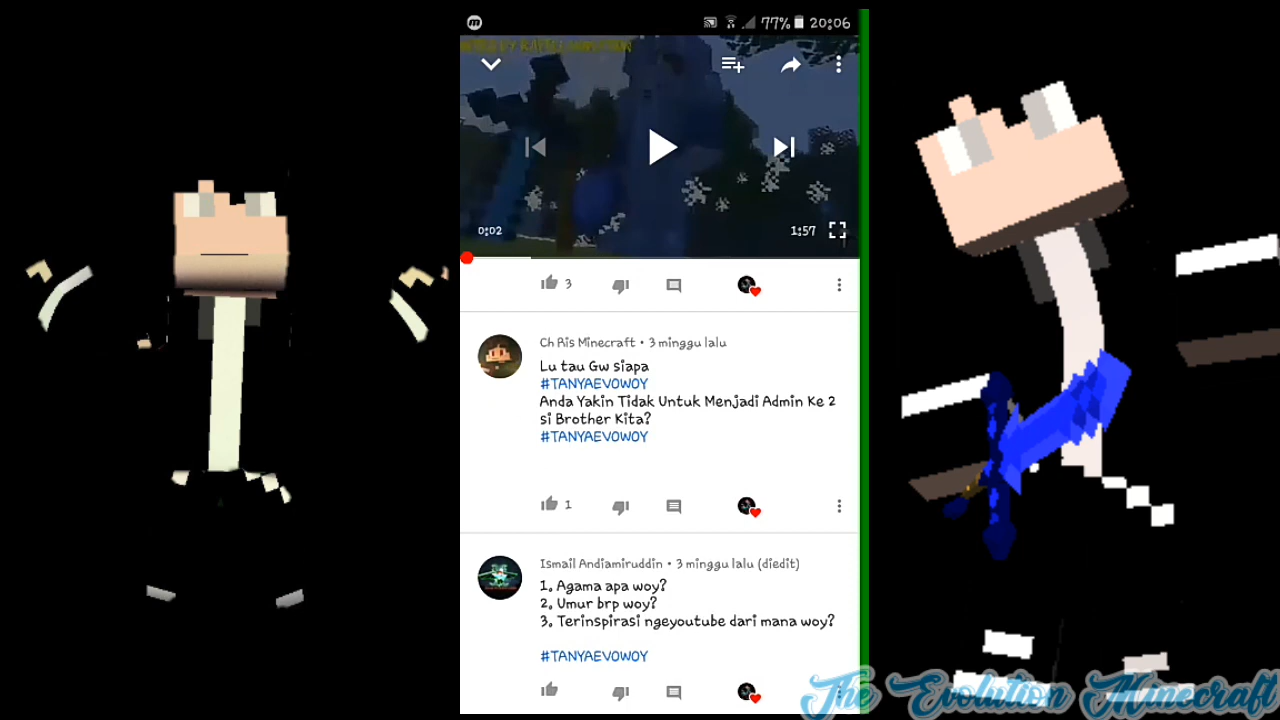 77% 20:06
0:02
1:57
3
Ch Ais Minecraft • 3 minggu lalu
Lu tau Gw siapa
#TANYAEVOWOY
Anda Yakin Tidak Untuk Menjadi Admin Ke 2
si Brother Kita?
#TANYAEVOWOY
1
Ismail Andiamiruddin • 3 minggu lalu (diedit)
1. Agama apa woy?
2. Umur brp woy?
3. Terinspirasi ngeyoutube dari mana woy?
#TANYAEVOWOY
The Evolution Minecraft